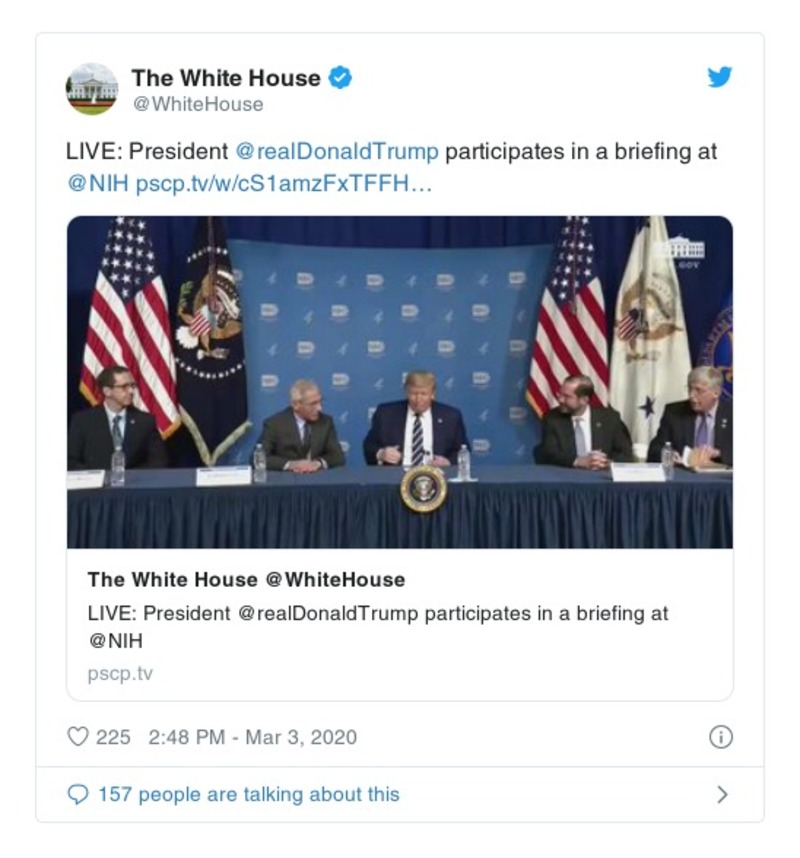 The White House
@WhiteHouse
LIVE: President @realDonaldTrump participates in a briefing at
@NIH pscp.tv/w/cS1amzFxTFFH…
.GOV
The White House @WhiteHouse
LIVE: President @realDonaldTrump participates in a briefing at
@NIH
pscp.tv
225 2:48 PM - Mar 3, 2020
157 people are talking about this